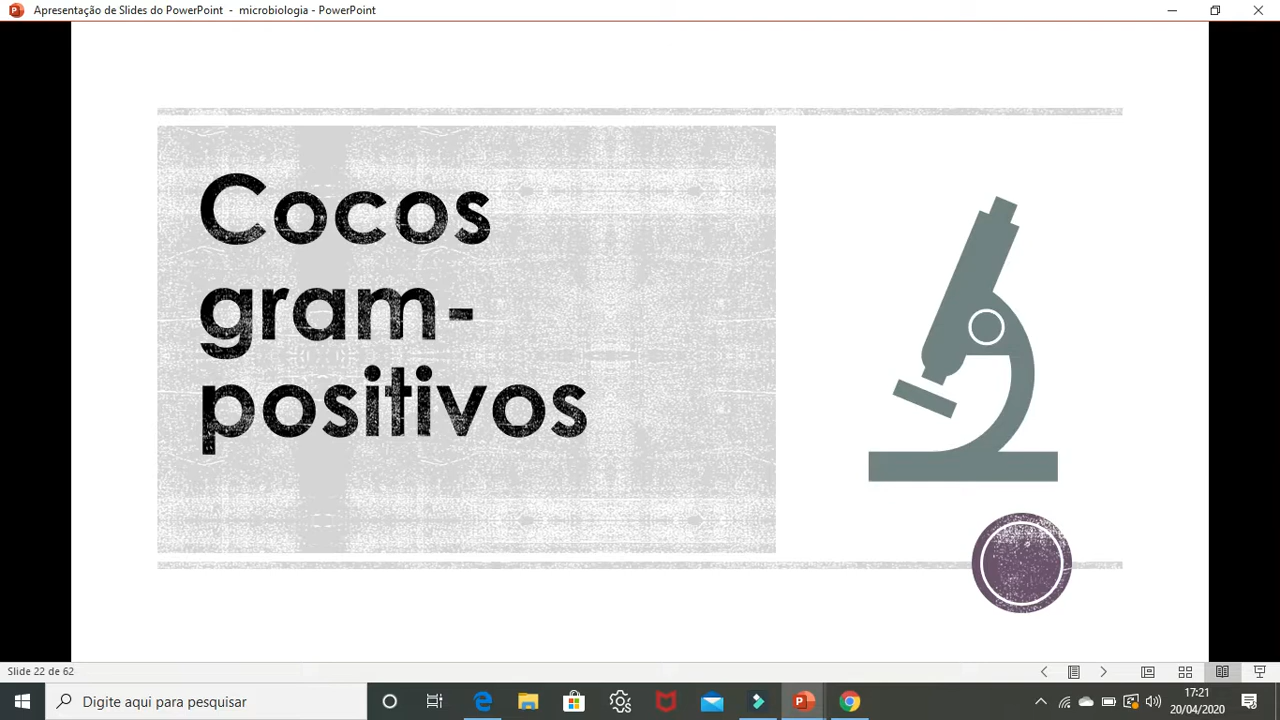 Apresentação de Slides do PowerPoint - microbiologia - PowerPoint
Cocos
gram-
positivos
Slide 22 de 62
Digite aqui para pesquisar
17:21
20/04/2020